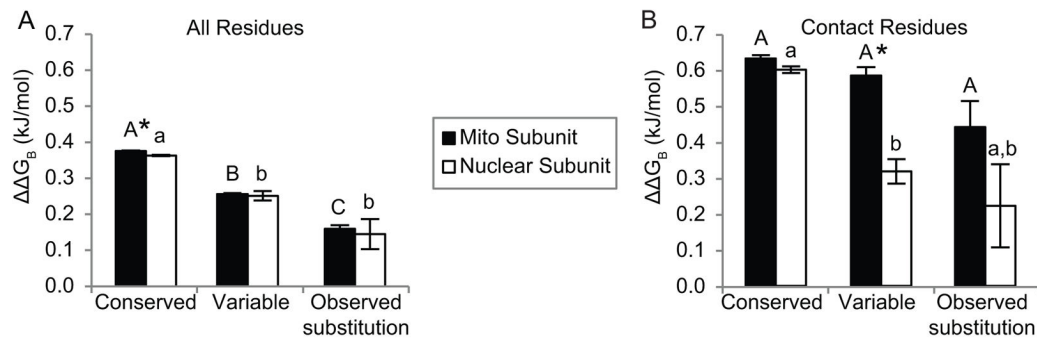 A
All Residues
ΔΔG_B (kJ/mol)
0.7
0.6
0.5
0.4
0.3
0.2
0.1
0.0
A*
a
B
b
C
b
Conserved
Variable
Observed
substitution
Mito Subunit
Nuclear Subunit
B
Contact Residues
ΔΔG_B (kJ/mol)
0.7
0.6
0.5
0.4
0.3
0.2
0.1
0.0
A
a
A*
b
A
a,b
Conserved
Variable
Observed
substitution